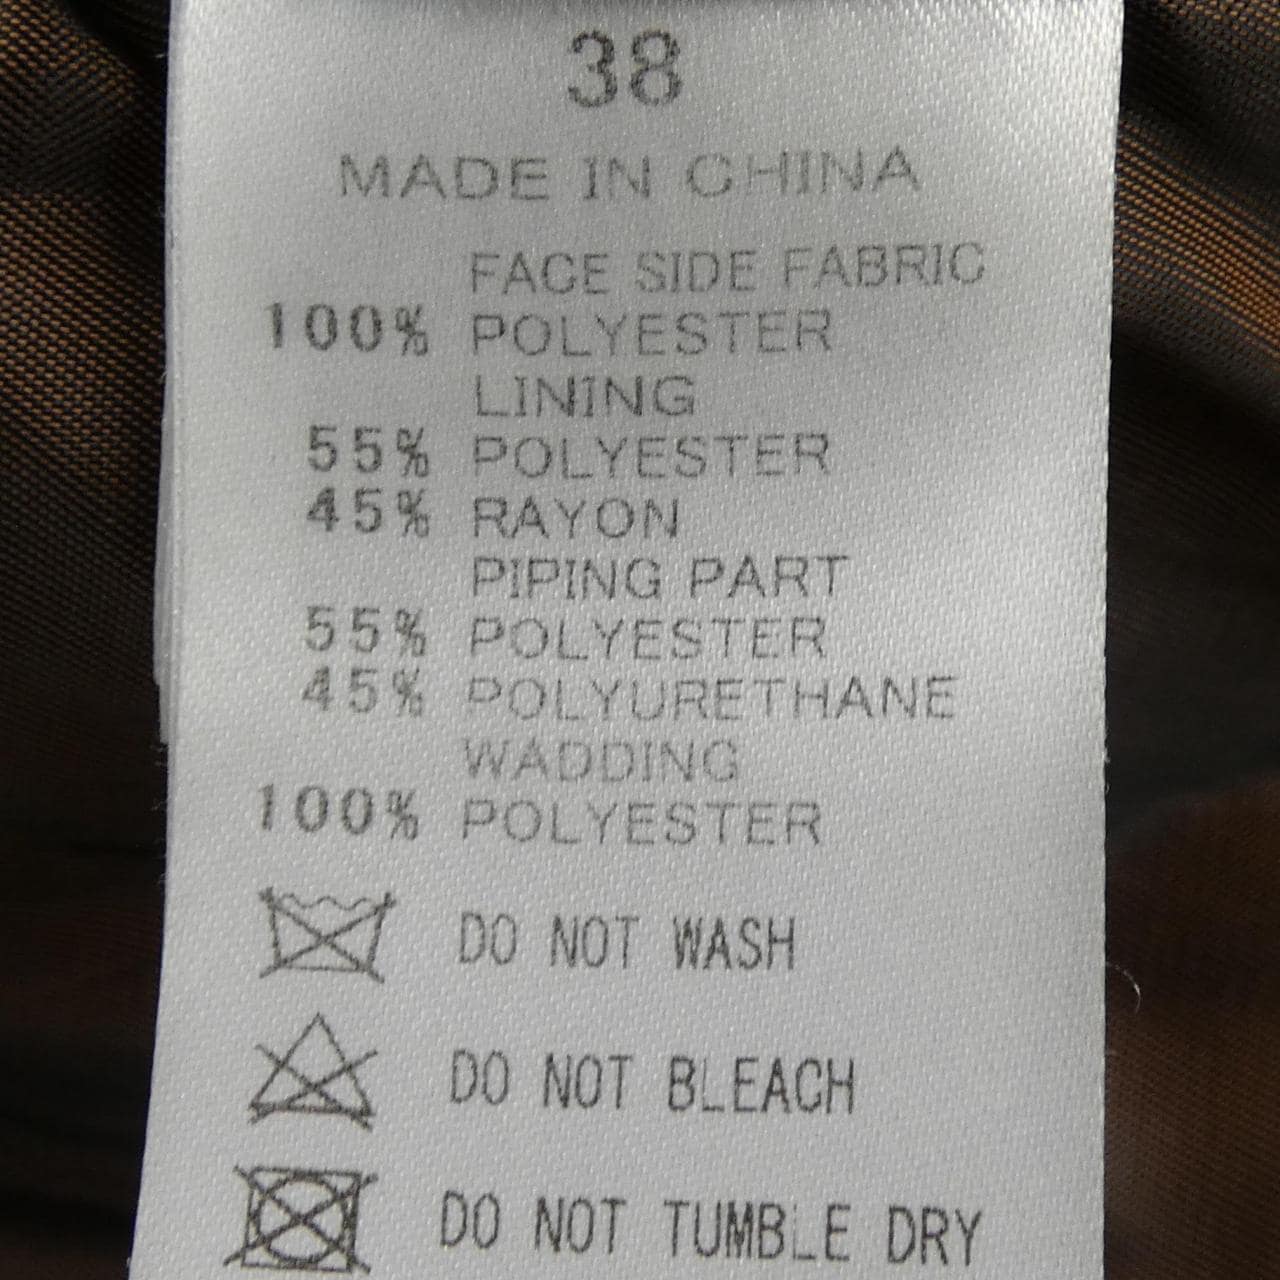 38
MADE IN CHINA
FACE SIDE FABRIC
100% POLYESTER
LINING
55% POLYESTER
45% RAYON
PIPING PART
55% POLYESTER
45% POLYURETHANE
WADDING
100% POLYESTER
DO NOT WASH
DO NOT BLEACH
DO NOT TUMBLE DRY